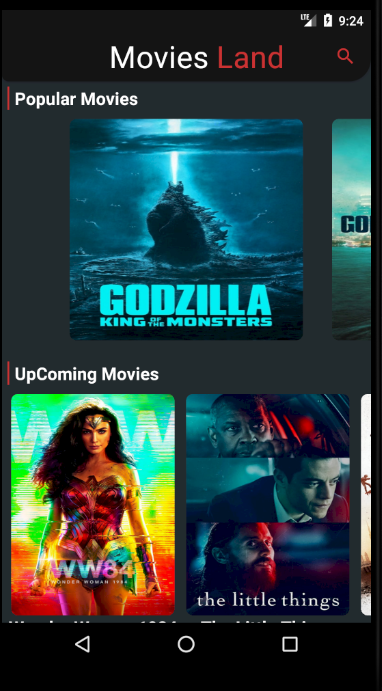 LTE 9:24
Movies Land
Popular Movies
GODZILLA
KING OF THE MONSTERS
GO
UpComing Movies
WW84
WONDER WOMAN 1984
the little things